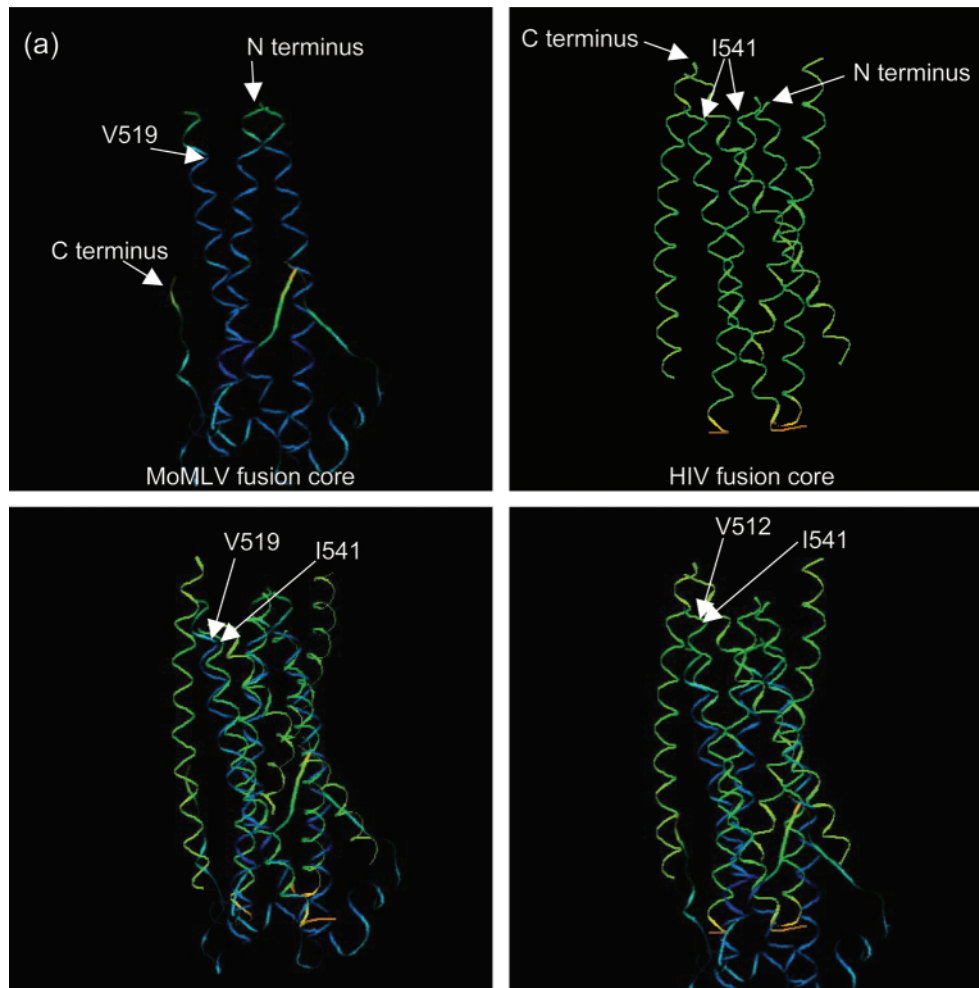 (a)
N terminus
V519
C terminus
MoMLV fusion core
C terminus
I541
N terminus
HIV fusion core
V519
I541
V512
I541